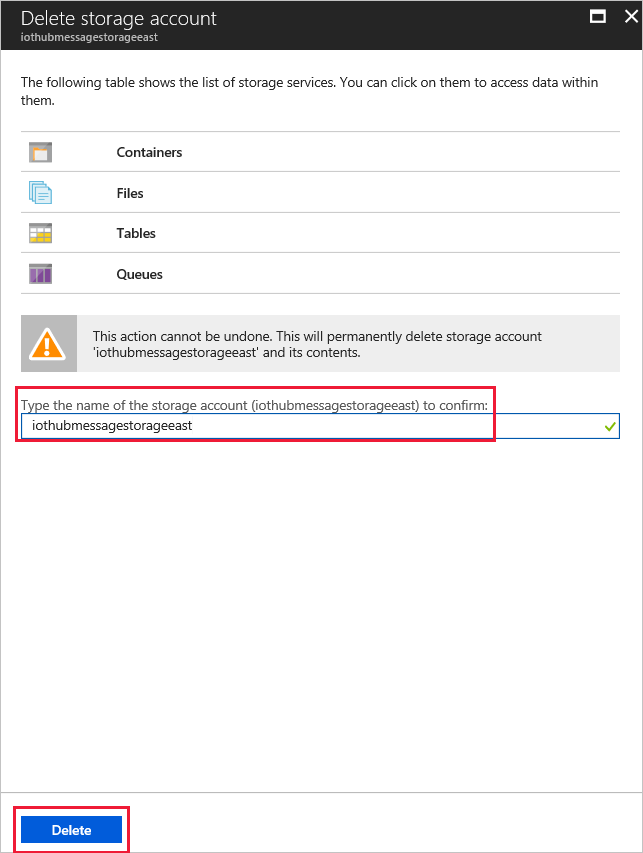 Delete storage account
iothubmessagestorageeast
The following table shows the list of storage services. You can click on them to access data within
them.
Containers
Files
Tables
Queues
This action cannot be undone. This will permanently delete storage account
'iothubmessagestorageeast' and its contents.
Type the name of the storage account (iothubmessagestorageeast) to confirm:
iothubmessagestorageeast
Delete